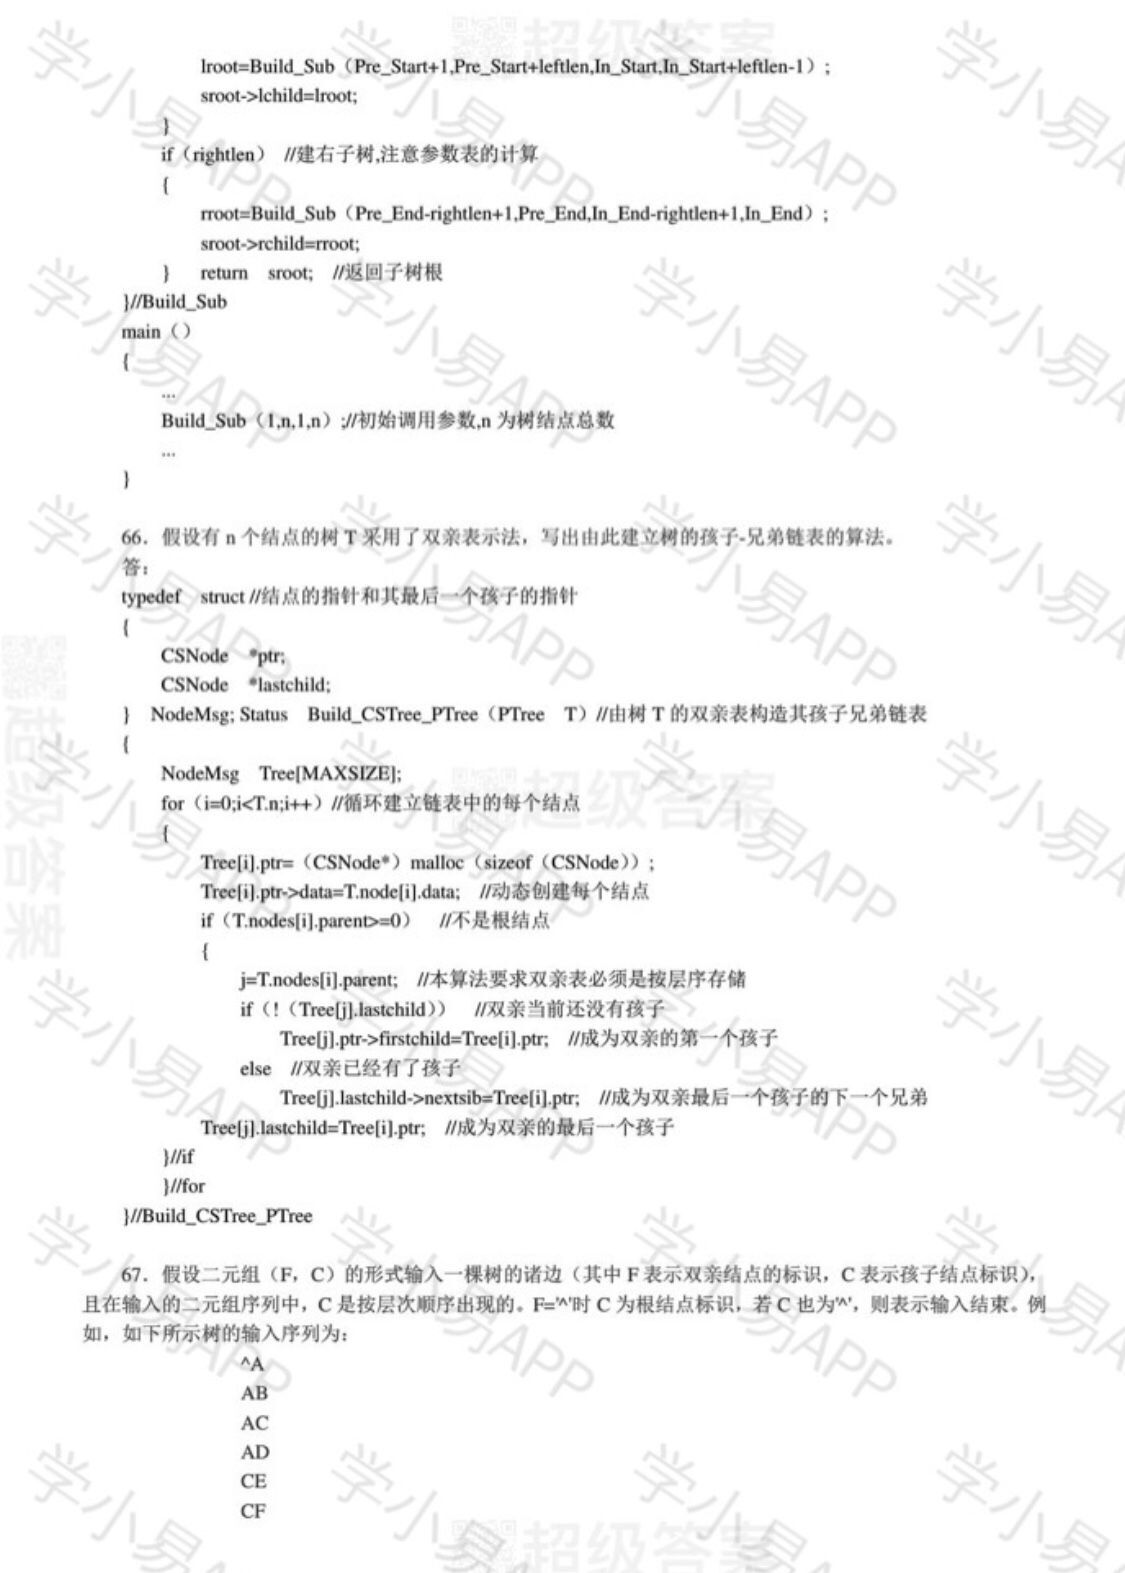 lroot=Build_Sub（Pre_Start+1,Pre_Start+leftlen,In_Start,In_Start+leftlen-1）;
sroot->lchild=lroot;
}
if（rightlen） //建右子树,注意参数表的计算
{
rroot=Build_Sub（Pre_End-rightlen+1,Pre_End,In_End-rightlen+1,In_End）;
sroot->rchild=rroot;
} return sroot; //返回子树根
}//Build_Sub
main（）
{
...
Build_Sub（1,n,1,n）;//初始调用参数,n 为树结点总数
...
}
66．假设有 n 个结点的树 T 采用了双亲表示法，写出由此建立树的孩子-兄弟链表的算法。
答：
typedef struct //结点的指针和其最后一个孩子的指针
{
CSNode *ptr;
CSNode *lastchild;
} NodeMsg; Status Build_CSTree_PTree（PTree T）//由树 T 的双亲表构造其孩子兄弟链表
{
NodeMsg Tree[MAXSIZE];
for（i=0;i<T.n;i++）//循环建立链表中的每个结点
{
Tree[i].ptr=（CSNode*）malloc（sizeof（CSNode））;
Tree[i].ptr->data=T.node[i].data; //动态创建每个结点
if（T.nodes[i].parent>=0） //不是根结点
{
j=T.nodes[i].parent; //本算法要求双亲表必须是按层序存储
if（!（Tree[j].lastchild）） //双亲当前还没有孩子
Tree[j].ptr->firstchild=Tree[i].ptr; //成为双亲的第一个孩子
else //双亲已经有了孩子
Tree[j].lastchild->nextsib=Tree[i].ptr; //成为双亲最后一个孩子的下一个兄弟
Tree[j].lastchild=Tree[i].ptr; //成为双亲的最后一个孩子
}//if
}//for
}//Build_CSTree_PTree
67．假设二元组（F，C）的形式输入一棵树的诸边（其中 F 表示双亲结点的标识，C 表示孩子结点标识），
且在输入的二元组序列中，C 是按层次顺序出现的。F='^'时 C 为根结点标识，若 C 也为'^'，则表示输入结束。例
如，如下所示树的输入序列为：
^A
AB
AC
AD
CE
CF
学小易APP
超级答案